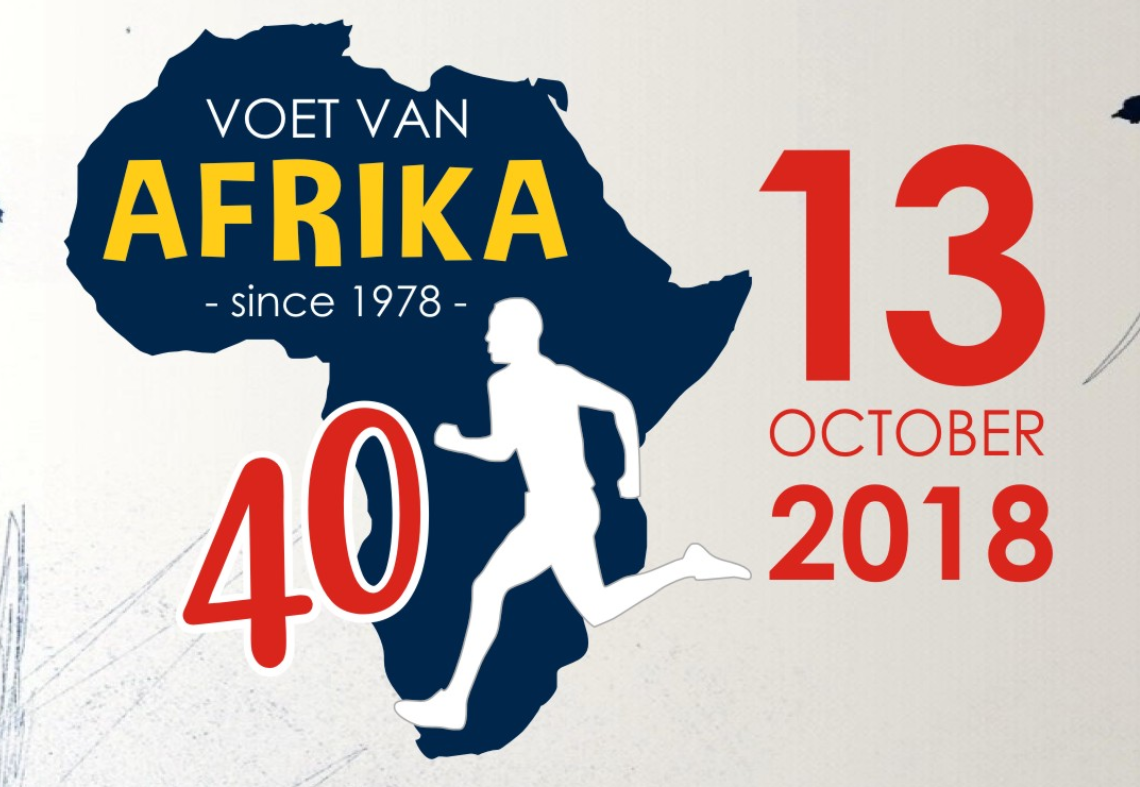 VOET VAN
AFRIKA
- since 1978 -
40
13
OCTOBER
2018